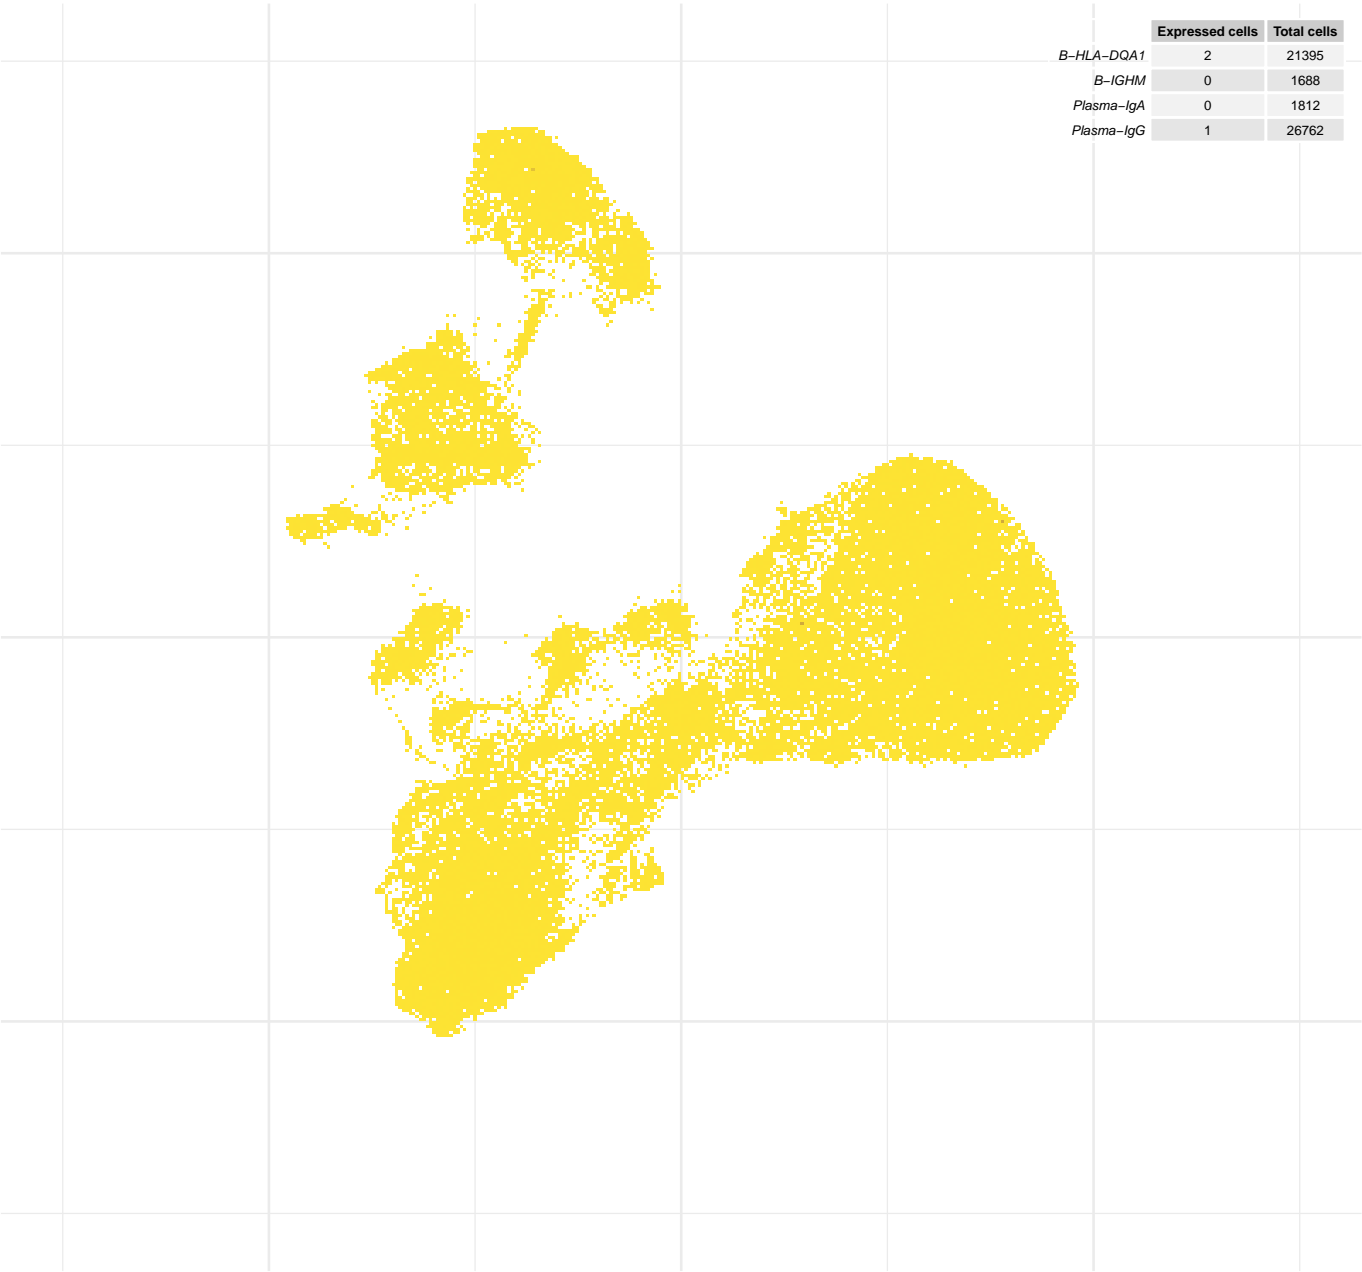 Expressed cells Total cells
B−HLA−DQA1 2 21395
B−IGHM 0 1688
Plasma−IgA 0 1812
Plasma−IgG 1 26762